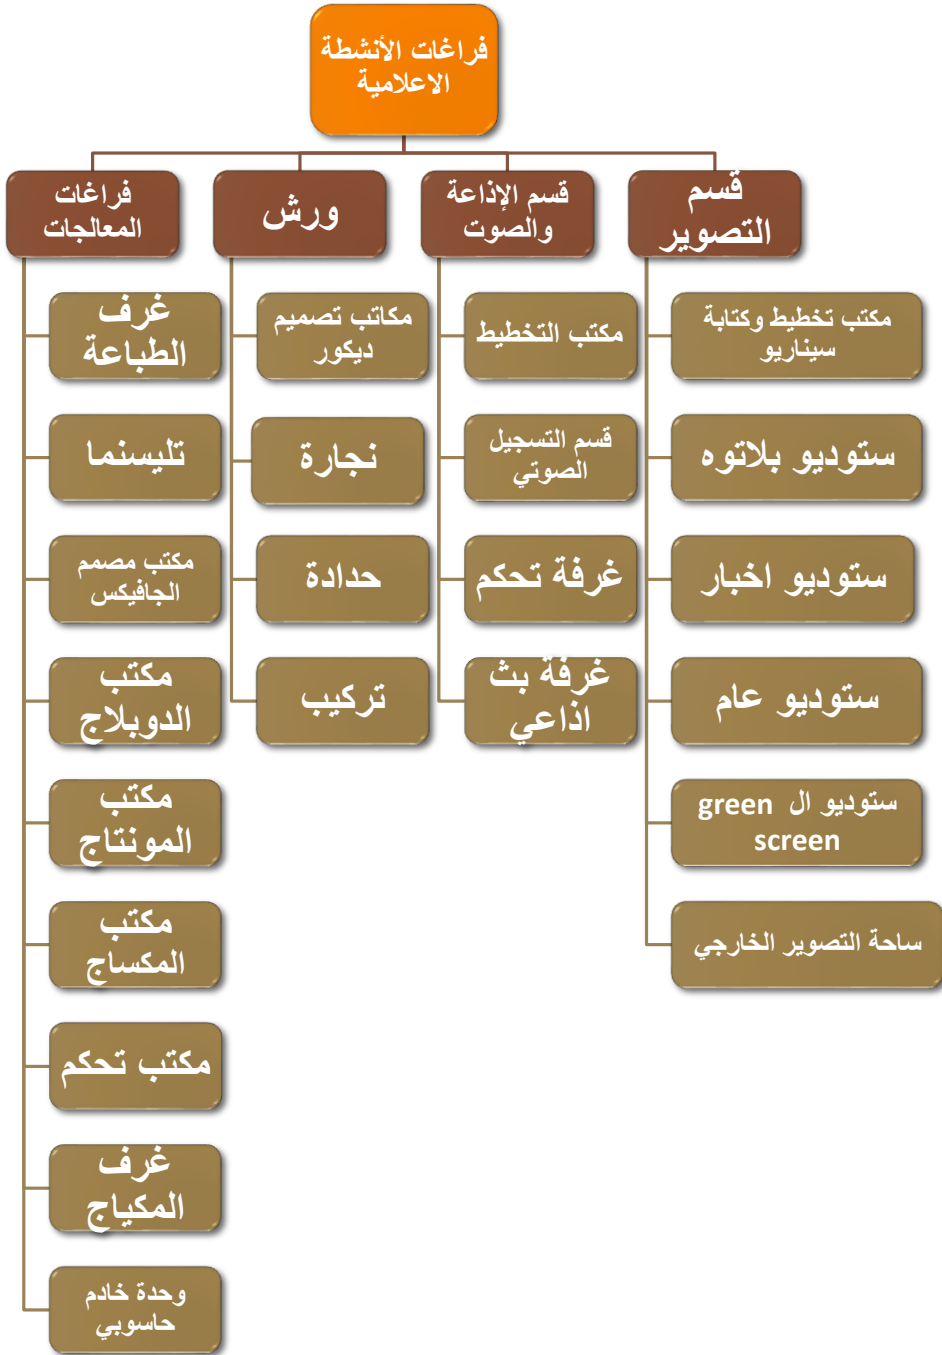 فراغات الأنشطة
الاعلامية
قسم
التصوير
قسم الإذاعة
والصوت
ورش
فراغات
المعالجات
مكتب تخطيط وكتابة
سيناريو
ستوديو بلاتوه
ستوديو اخبار
ستوديو عام
ستوديو ال green
screen
ساحة التصوير الخارجي
مكتب التخطيط
قسم التسجيل
الصوتي
غرفة تحكم
غرفة بث
اذاعي
مكاتب تصميم
ديكور
نجارة
حدادة
تركيب
غرف
الطباعة
تليسنما
مكتب مصمم
الجافيكس
مكتب
الدوبلاج
مكتب
المونتاج
مكتب
المكساج
مكتب تحكم
غرف
المكياج
وحدة خادم
حاسوبي